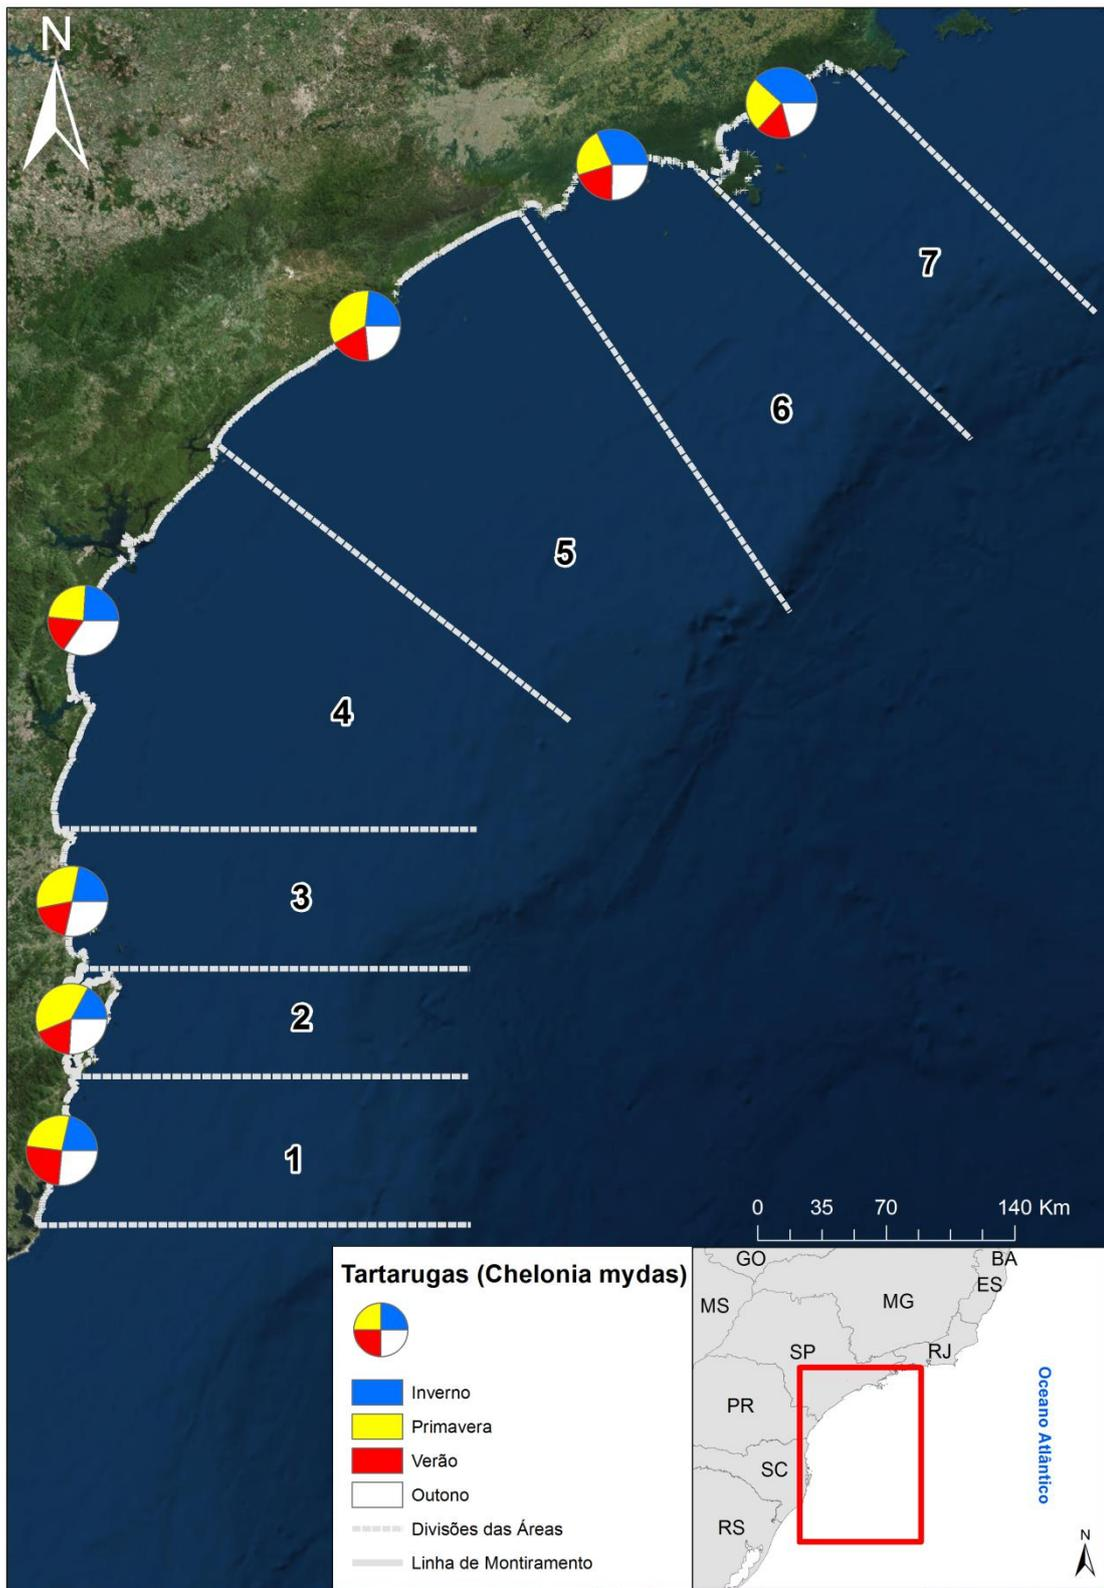 N
7
6
5
4
3
2
1
0 35 70 140 Km
Tartarugas (Chelonia mydas)
Inverno
Primavera
Verão
Outono
Divisões das Áreas
Linha de Montiramento
GO
BA
ES
MS
MG
SP
RJ
PR
SC
RS
Oceano Atlântico
N